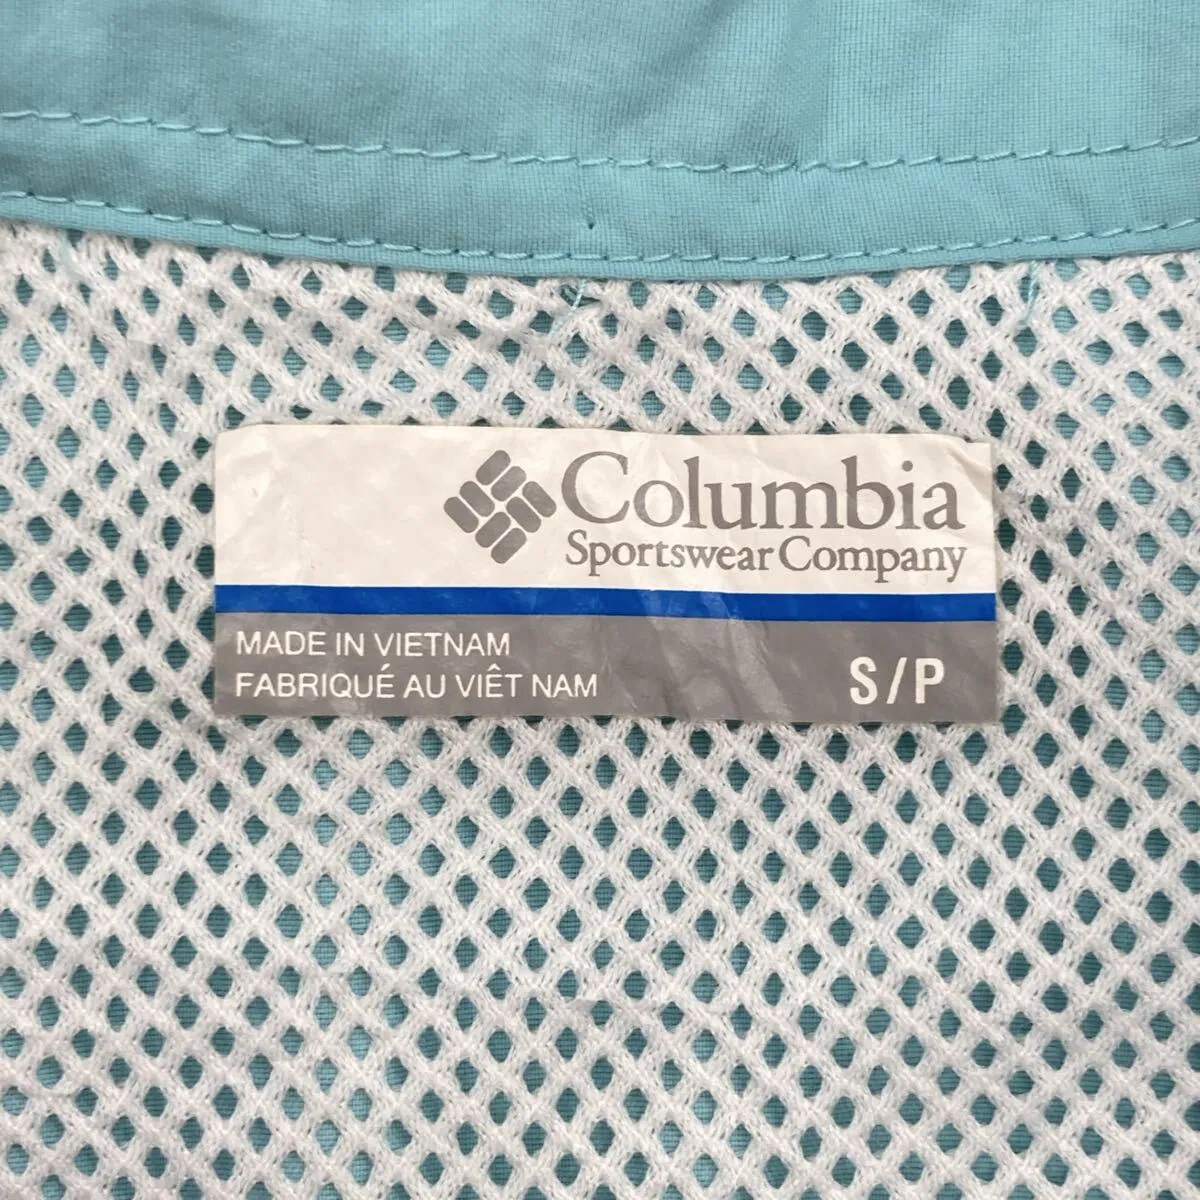 Columbia
Sportswear Company
MADE IN VIETNAM
FABRIQUÉ AU VIÊT NAM
S/P